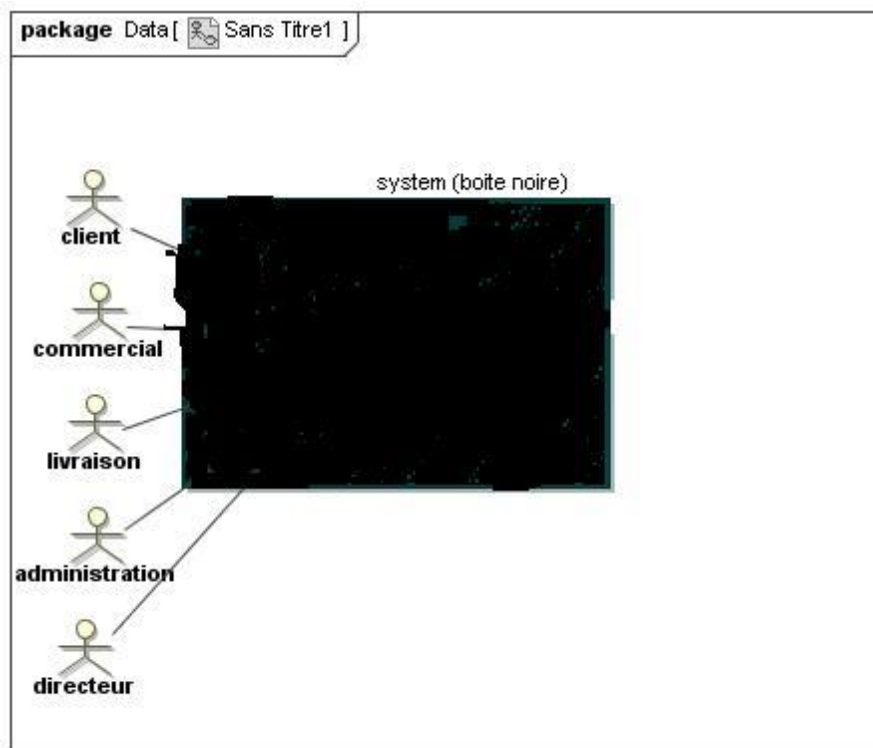 package Data [ Sans Titre1 ]
system (boite noire)
client
commercial
livraison
administration
directeur